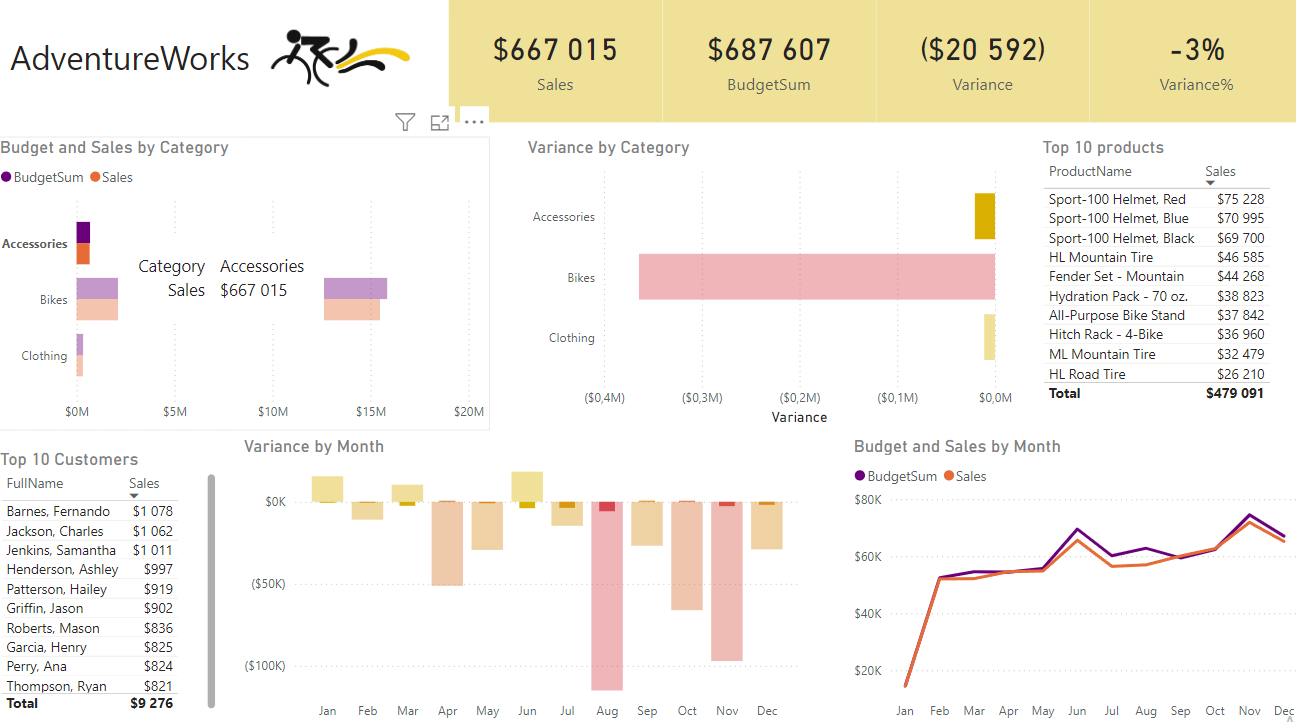 AdventureWorks
$667 015
Sales
$687 607
BudgetSum
($20 592)
Variance
-3%
Variance%
Budget and Sales by Category
BudgetSum Sales
Accessories
Bikes
Clothing
Category Accessories
Sales $667 015
$0M $5M $10M $15M $20M
Variance by Category
Accessories
Bikes
Clothing
($0,4M) ($0,3M) ($0,2M) ($0,1M) $0,0M
Variance
Top 10 products
ProductName Sales
Sport-100 Helmet, Red $75 228
Sport-100 Helmet, Blue $70 995
Sport-100 Helmet, Black $69 700
HL Mountain Tire $46 585
Fender Set - Mountain $44 268
Hydration Pack - 70 oz. $38 823
All-Purpose Bike Stand $37 842
Hitch Rack - 4-Bike $36 960
ML Mountain Tire $32 479
HL Road Tire $26 210
Total $479 091
Top 10 Customers
FullName Sales
Barnes, Fernando $1 078
Jackson, Charles $1 062
Jenkins, Samantha $1 011
Henderson, Ashley $997
Patterson, Hailey $919
Griffin, Jason $902
Roberts, Mason $836
Garcia, Henry $825
Perry, Ana $824
Thompson, Ryan $821
Total $9 276
Variance by Month
$0K
($50K)
($100K)
Jan Feb Mar Apr May Jun Jul Aug Sep Oct Nov Dec
Budget and Sales by Month
BudgetSum Sales
$80K
$60K
$40K
$20K
Jan Feb Mar Apr May Jun Jul Aug Sep Oct Nov Dec